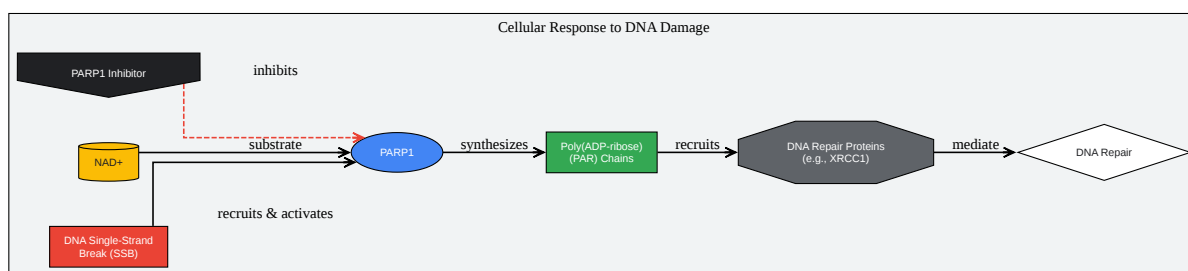 Cellular Response to DNA Damage
PARP1 Inhibitor
inhibits
NAD+
substrate
PARP1
synthesizes
Poly(ADP-ribose)
(PAR) Chains
recruits
DNA Repair Proteins
(e.g., XRCC1)
mediate
DNA Repair
recruits & activates
DNA Single-Strand
Break (SSB)